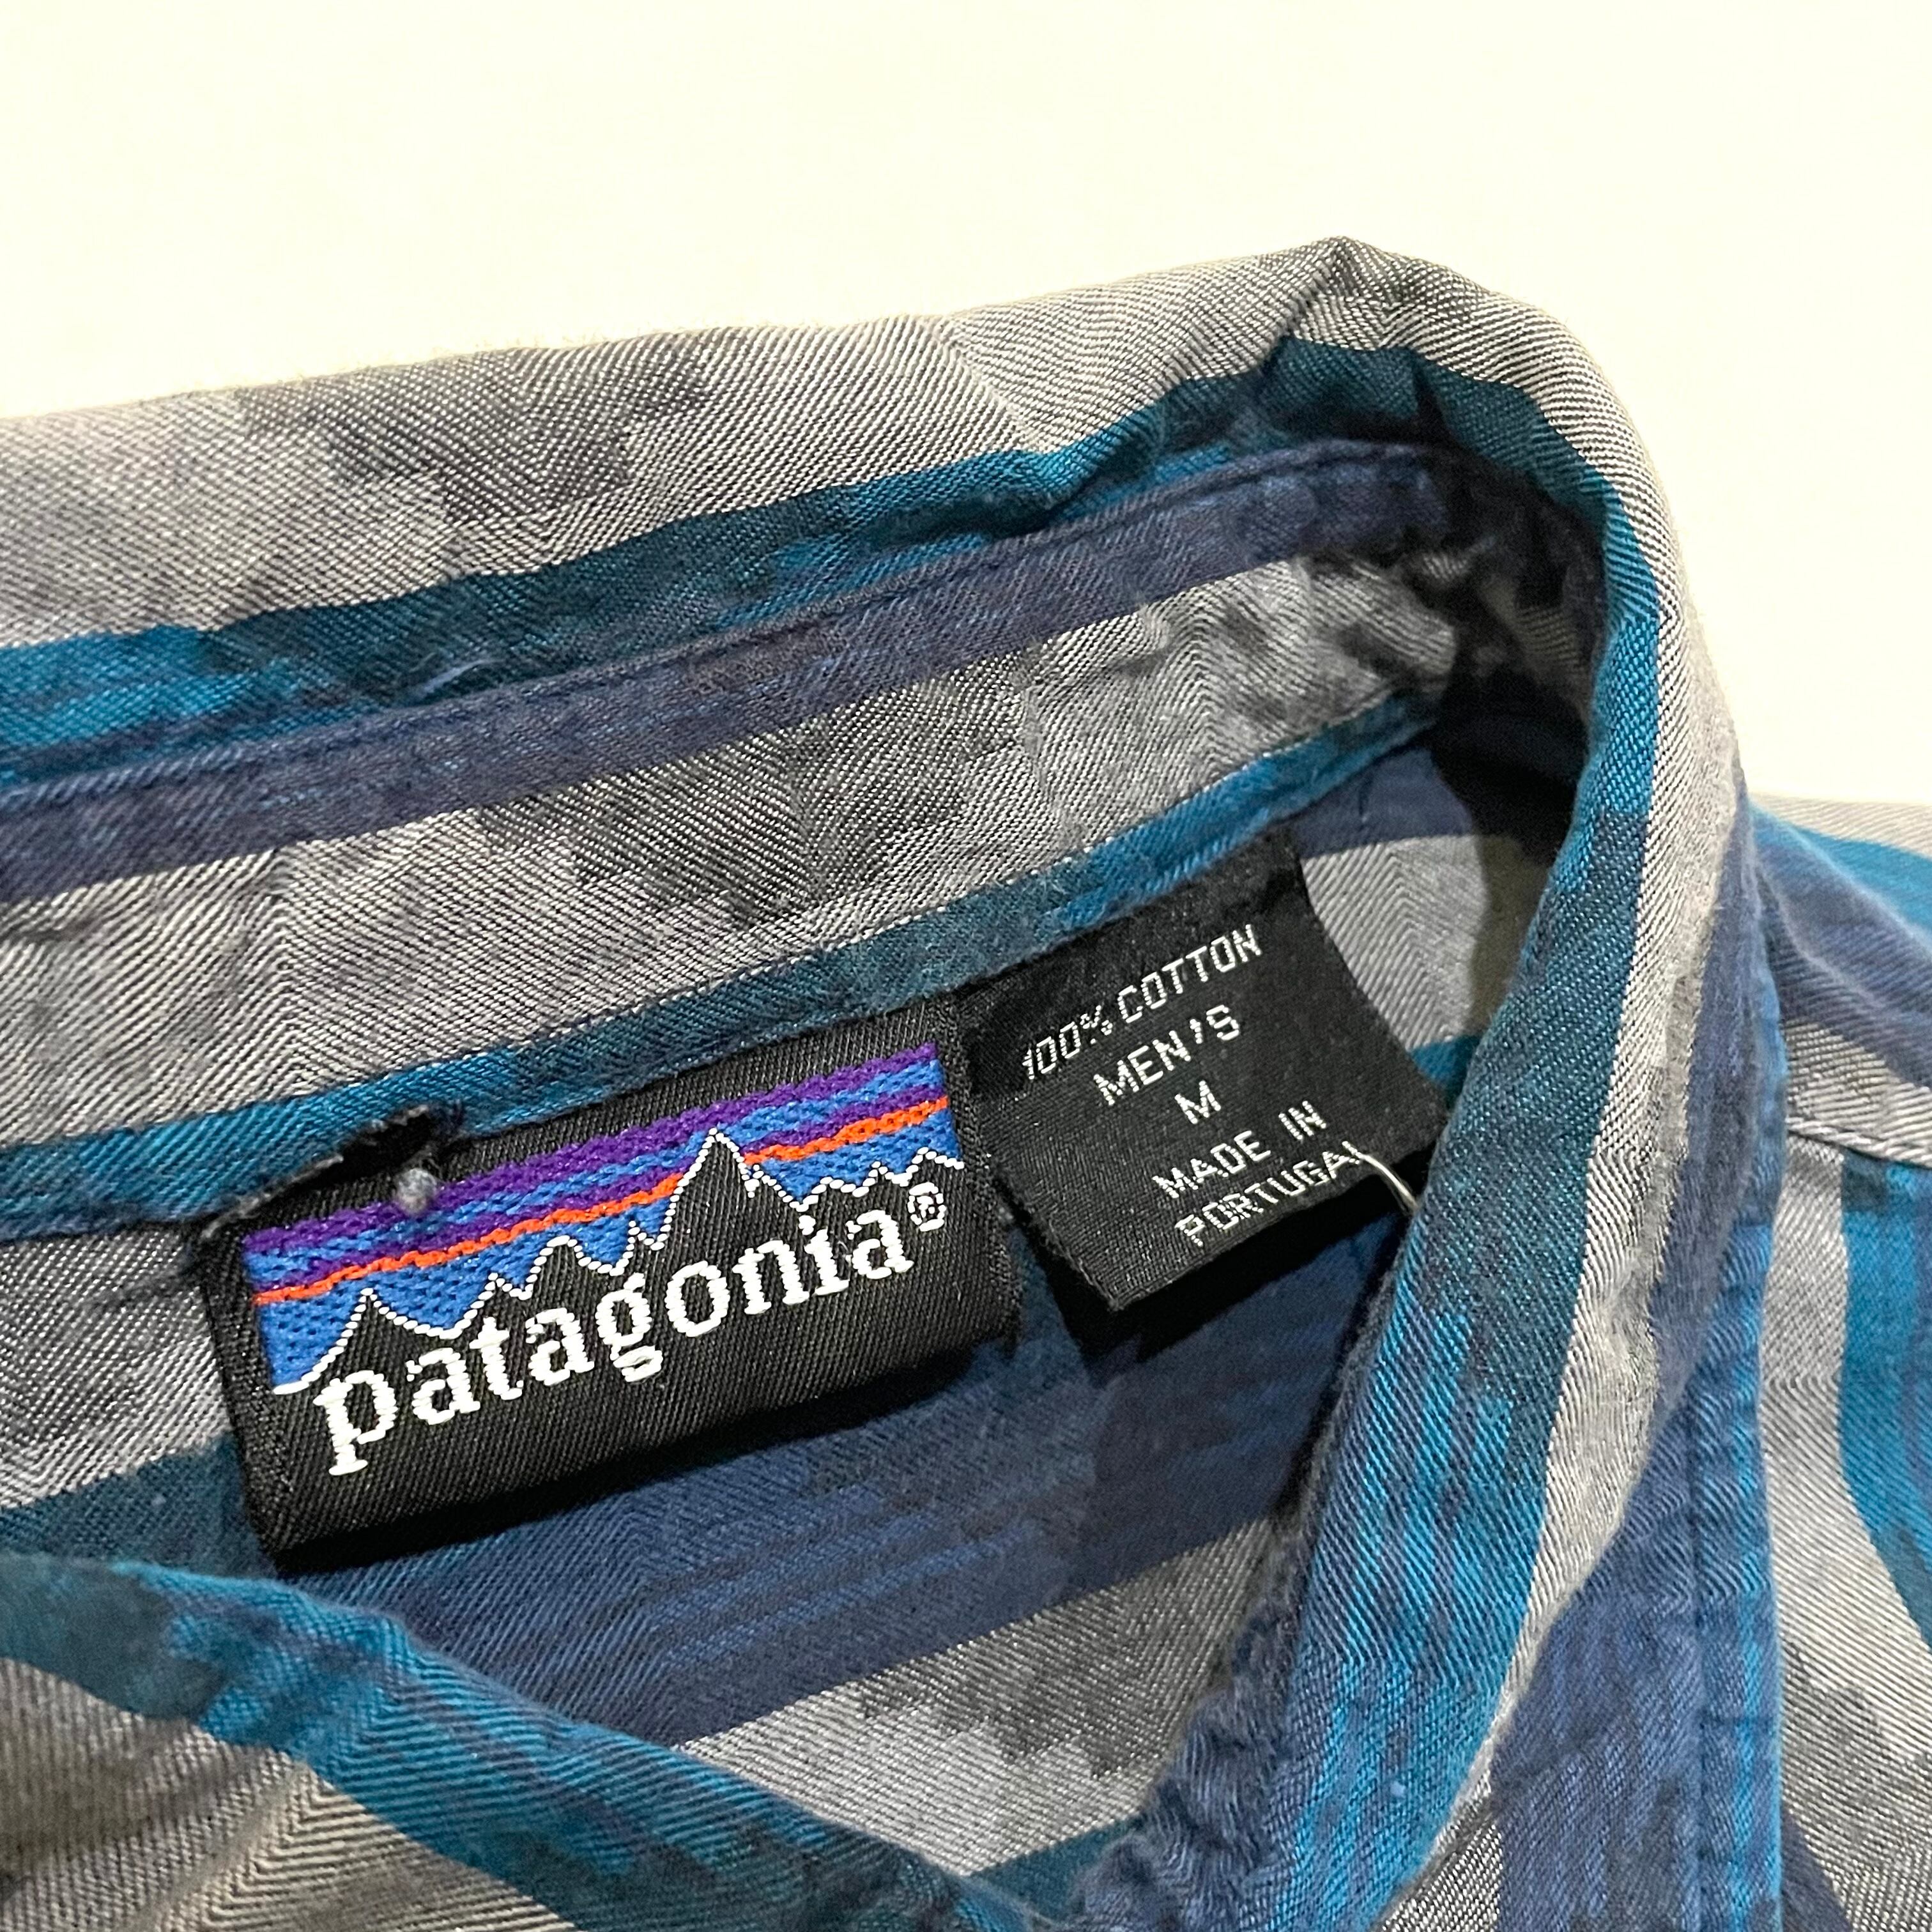 patagonia®
100% COTTON
MEN'S
M
MADE IN
PORTUGAL